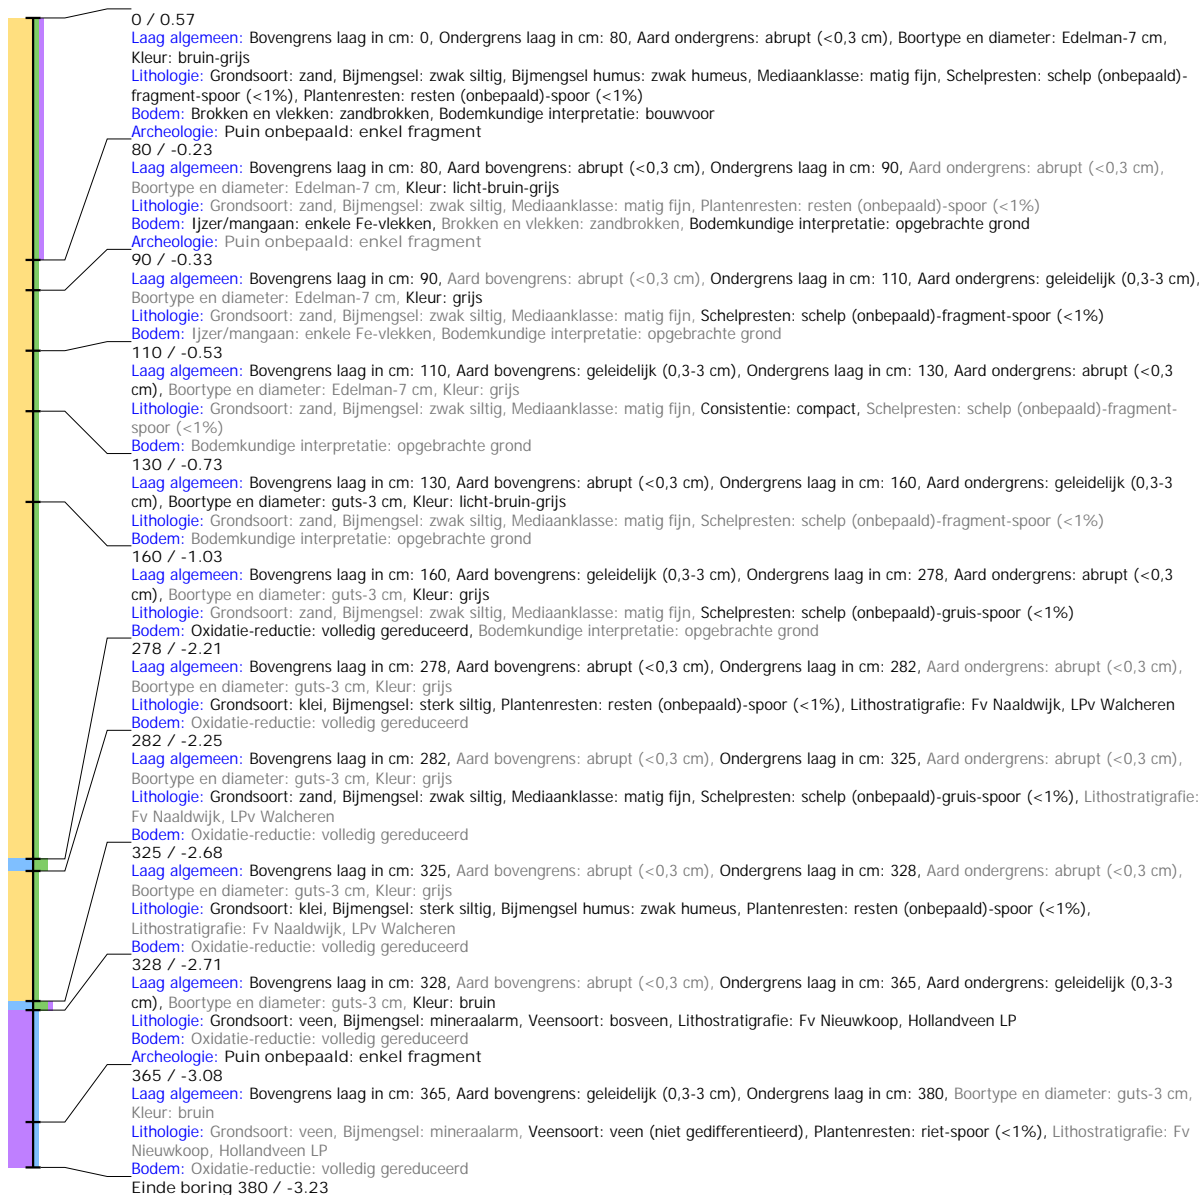 0 / 0.57
Laag algemeen: Bovengrens laag in cm: 0, Ondergrens laag in cm: 80, Aard ondergrens: abrupt (<0,3 cm), Boortype en diameter: Edelman-7 cm,
Kleur: bruin-grijs
Lithologie: Grondsoort: zand, Bijmengsel: zwak siltig, Bijmengsel humus: zwak humeus, Mediaanklasse: matig fijn, Schelpresten: schelp (onbepaald)-
fragment-spoor (<1%), Plantenresten: resten (onbepaald)-spoor (<1%)
Bodem: Brokken en vlekken: zandbrokken, Bodemkundige interpretatie: bouwvoor
Archeologie: Puin onbepaald: enkel fragment
80 / -0.23
Laag algemeen: Bovengrens laag in cm: 80, Aard bovengrens: abrupt (<0,3 cm), Ondergrens laag in cm: 90, Aard ondergrens: abrupt (<0,3 cm),
Boortype en diameter: Edelman-7 cm, Kleur: licht-bruin-grijs
Lithologie: Grondsoort: zand, Bijmengsel: zwak siltig, Mediaanklasse: matig fijn, Plantenresten: resten (onbepaald)-spoor (<1%)
Bodem: Ijzer/mangaan: enkele Fe-vlekken, Brokken en vlekken: zandbrokken, Bodemkundige interpretatie: opgebrachte grond
Archeologie: Puin onbepaald: enkel fragment
90 / -0.33
Laag algemeen: Bovengrens laag in cm: 90, Aard bovengrens: abrupt (<0,3 cm), Ondergrens laag in cm: 110, Aard ondergrens: geleidelijk (0,3-3 cm),
Boortype en diameter: Edelman-7 cm, Kleur: grijs
Lithologie: Grondsoort: zand, Bijmengsel: zwak siltig, Mediaanklasse: matig fijn, Schelpresten: schelp (onbepaald)-fragment-spoor (<1%)
Bodem: Ijzer/mangaan: enkele Fe-vlekken, Bodemkundige interpretatie: opgebrachte grond
110 / -0.53
Laag algemeen: Bovengrens laag in cm: 110, Aard bovengrens: geleidelijk (0,3-3 cm), Ondergrens laag in cm: 130, Aard ondergrens: abrupt (<0,3
cm), Boortype en diameter: Edelman-7 cm, Kleur: grijs
Lithologie: Grondsoort: zand, Bijmengsel: zwak siltig, Mediaanklasse: matig fijn, Consistentie: compact, Schelpresten: schelp (onbepaald)-fragment-
spoor (<1%)
Bodem: Bodemkundige interpretatie: opgebrachte grond
130 / -0.73
Laag algemeen: Bovengrens laag in cm: 130, Aard bovengrens: abrupt (<0,3 cm), Ondergrens laag in cm: 160, Aard ondergrens: geleidelijk (0,3-3
cm), Boortype en diameter: guts-3 cm, Kleur: licht-bruin-grijs
Lithologie: Grondsoort: zand, Bijmengsel: zwak siltig, Mediaanklasse: matig fijn, Schelpresten: schelp (onbepaald)-fragment-spoor (<1%)
Bodem: Bodemkundige interpretatie: opgebrachte grond
160 / -1.03
Laag algemeen: Bovengrens laag in cm: 160, Aard bovengrens: geleidelijk (0,3-3 cm), Ondergrens laag in cm: 278, Aard ondergrens: abrupt (<0,3
cm), Boortype en diameter: guts-3 cm, Kleur: grijs
Lithologie: Grondsoort: zand, Bijmengsel: zwak siltig, Mediaanklasse: matig fijn, Schelpresten: schelp (onbepaald)-gruis-spoor (<1%)
Bodem: Oxidatie-reductie: volledig gereduceerd, Bodemkundige interpretatie: opgebrachte grond
278 / -2.21
Laag algemeen: Bovengrens laag in cm: 278, Aard bovengrens: abrupt (<0,3 cm), Ondergrens laag in cm: 282, Aard ondergrens: abrupt (<0,3 cm),
Boortype en diameter: guts-3 cm, Kleur: grijs
Lithologie: Grondsoort: klei, Bijmengsel: sterk siltig, Plantenresten: resten (onbepaald)-spoor (<1%), Lithostratigrafie: Fv Naaldwijk, LPv Walcheren
Bodem: Oxidatie-reductie: volledig gereduceerd
282 / -2.25
Laag algemeen: Bovengrens laag in cm: 282, Aard bovengrens: abrupt (<0,3 cm), Ondergrens laag in cm: 325, Aard ondergrens: abrupt (<0,3 cm),
Boortype en diameter: guts-3 cm, Kleur: grijs
Lithologie: Grondsoort: zand, Bijmengsel: zwak siltig, Mediaanklasse: matig fijn, Schelpresten: schelp (onbepaald)-gruis-spoor (<1%), Lithostratigrafie:
Fv Naaldwijk, LPv Walcheren
Bodem: Oxidatie-reductie: volledig gereduceerd
325 / -2.68
Laag algemeen: Bovengrens laag in cm: 325, Aard bovengrens: abrupt (<0,3 cm), Ondergrens laag in cm: 328, Aard ondergrens: abrupt (<0,3 cm),
Boortype en diameter: guts-3 cm, Kleur: grijs
Lithologie: Grondsoort: klei, Bijmengsel: sterk siltig, Bijmengsel humus: zwak humeus, Plantenresten: resten (onbepaald)-spoor (<1%),
Lithostratigrafie: Fv Naaldwijk, LPv Walcheren
Bodem: Oxidatie-reductie: volledig gereduceerd
328 / -2.71
Laag algemeen: Bovengrens laag in cm: 328, Aard bovengrens: abrupt (<0,3 cm), Ondergrens laag in cm: 365, Aard ondergrens: geleidelijk (0,3-3
cm), Boortype en diameter: guts-3 cm, Kleur: bruin
Lithologie: Grondsoort: veen, Bijmengsel: mineraalarm, Veensoort: bosveen, Lithostratigrafie: Fv Nieuwkoop, Hollandveen LP
Bodem: Oxidatie-reductie: volledig gereduceerd
Archeologie: Puin onbepaald: enkel fragment
365 / -3.08
Laag algemeen: Bovengrens laag in cm: 365, Aard bovengrens: geleidelijk (0,3-3 cm), Ondergrens laag in cm: 380, Boortype en diameter: guts-3 cm,
Kleur: bruin
Lithologie: Grondsoort: veen, Bijmengsel: mineraalarm, Veensoort: veen (niet gedifferentieerd), Plantenresten: riet-spoor (<1%), Lithostratigrafie: Fv
Nieuwkoop, Hollandveen LP
Bodem: Oxidatie-reductie: volledig gereduceerd
Einde boring 380 / -3.23